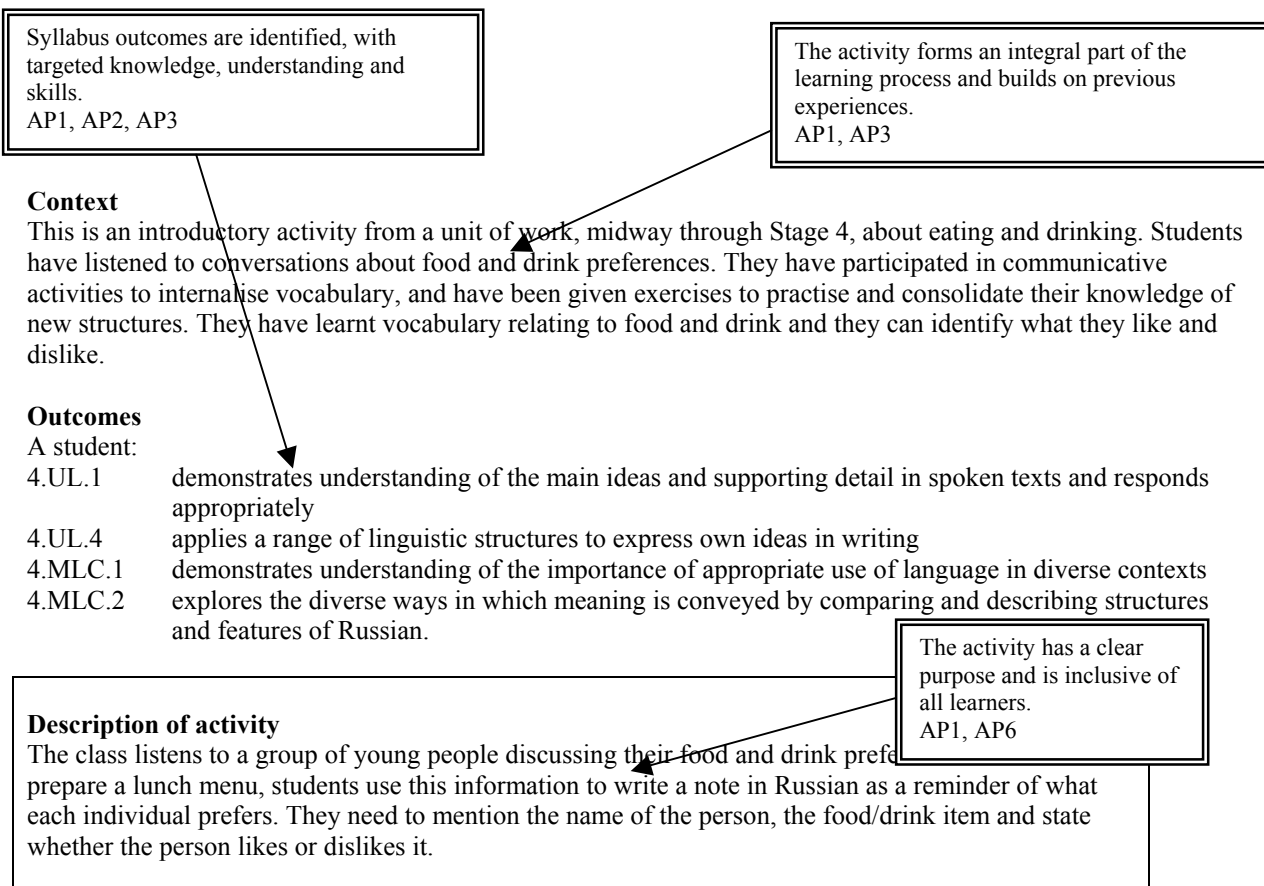 Syllabus outcomes are identified, with
targeted knowledge, understanding and
skills.
AP1, AP2, AP3
The activity forms an integral part of the
learning process and builds on previous
experiences.
AP1, AP3
Context
This is an introductory activity from a unit of work, midway through Stage 4, about eating and drinking. Students
have listened to conversations about food and drink preferences. They have participated in communicative
activities to internalise vocabulary, and have been given exercises to practise and consolidate their knowledge of
new structures. They have learnt vocabulary relating to food and drink and they can identify what they like and
dislike.
Outcomes
A student:
4.UL.1 demonstrates understanding of the main ideas and supporting detail in spoken texts and responds
appropriately
4.UL.4 applies a range of linguistic structures to express own ideas in writing
4.MLC.1 demonstrates understanding of the importance of appropriate use of language in diverse contexts
4.MLC.2 explores the diverse ways in which meaning is conveyed by comparing and describing structures
and features of Russian.
The activity has a clear
purpose and is inclusive of
all learners.
AP1, AP6
Description of activity
The class listens to a group of young people discussing their food and drink
prepare a lunch menu, students use this information to write a note in Russian as a reminder of what
each individual prefers. They need to mention the name of the person, the food/drink item and state
whether the person likes or dislikes it.